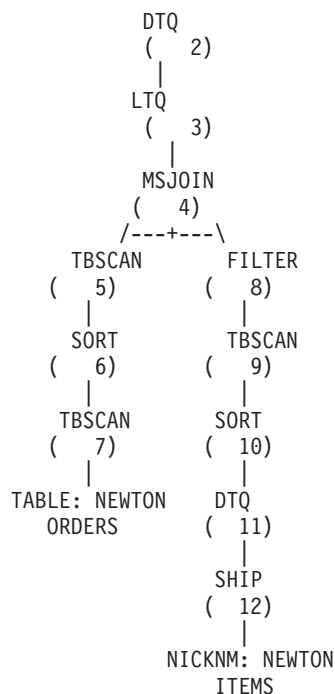 DTQ
( 2)
|
LTQ
( 3)
|
MSJOIN
( 4)
/---+---\
TBSCAN FILTER
( 5) ( 8)
| |
SORT TBSCAN
( 6) ( 9)
| |
TBSCAN SORT
( 7) ( 10)
| |
TABLE: NEWTON DTQ
ORDERS ( 11)
|
SHIP
( 12)
|
NICKNM: NEWTON
ITEMS